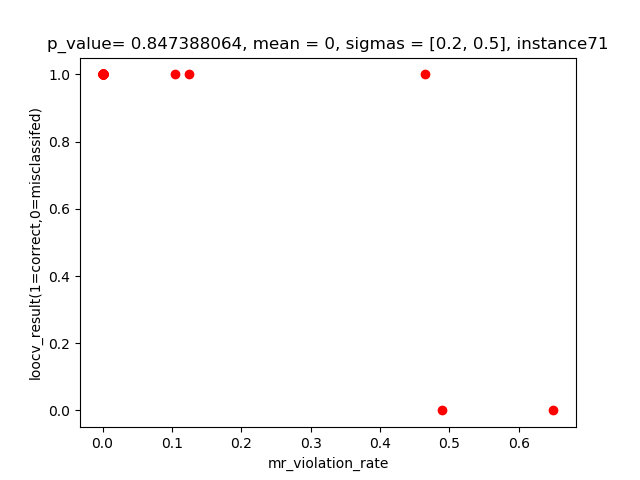 p_value= 0.847388064, mean = 0, sigmas = [0.2, 0.5], instance71
1.0
0.8
0.6
0.4
0.2
0.0
loocv_result(1=correct,0=misclassifed)
0.0 0.1 0.2 0.3 0.4 0.5 0.6
mr_violation_rate